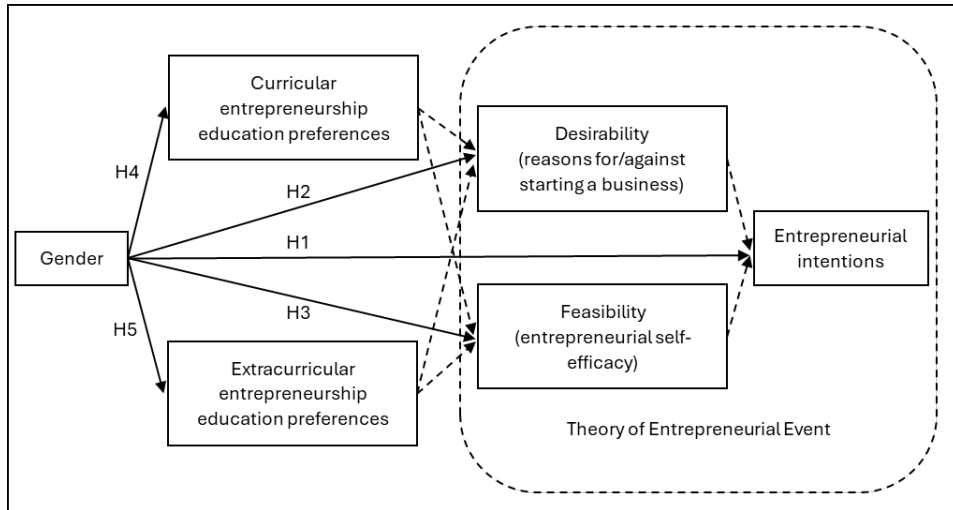 Curricular
entrepreneurship
education preferences
Desirability
(reasons for/against
starting a business)
H4
H2
H1
Gender
Entrepreneurial
intentions
H3
H5
Feasibility
(entrepreneurial self-
efficacy)
Extracurricular
entrepreneurship
education preferences
Theory of Entrepreneurial Event